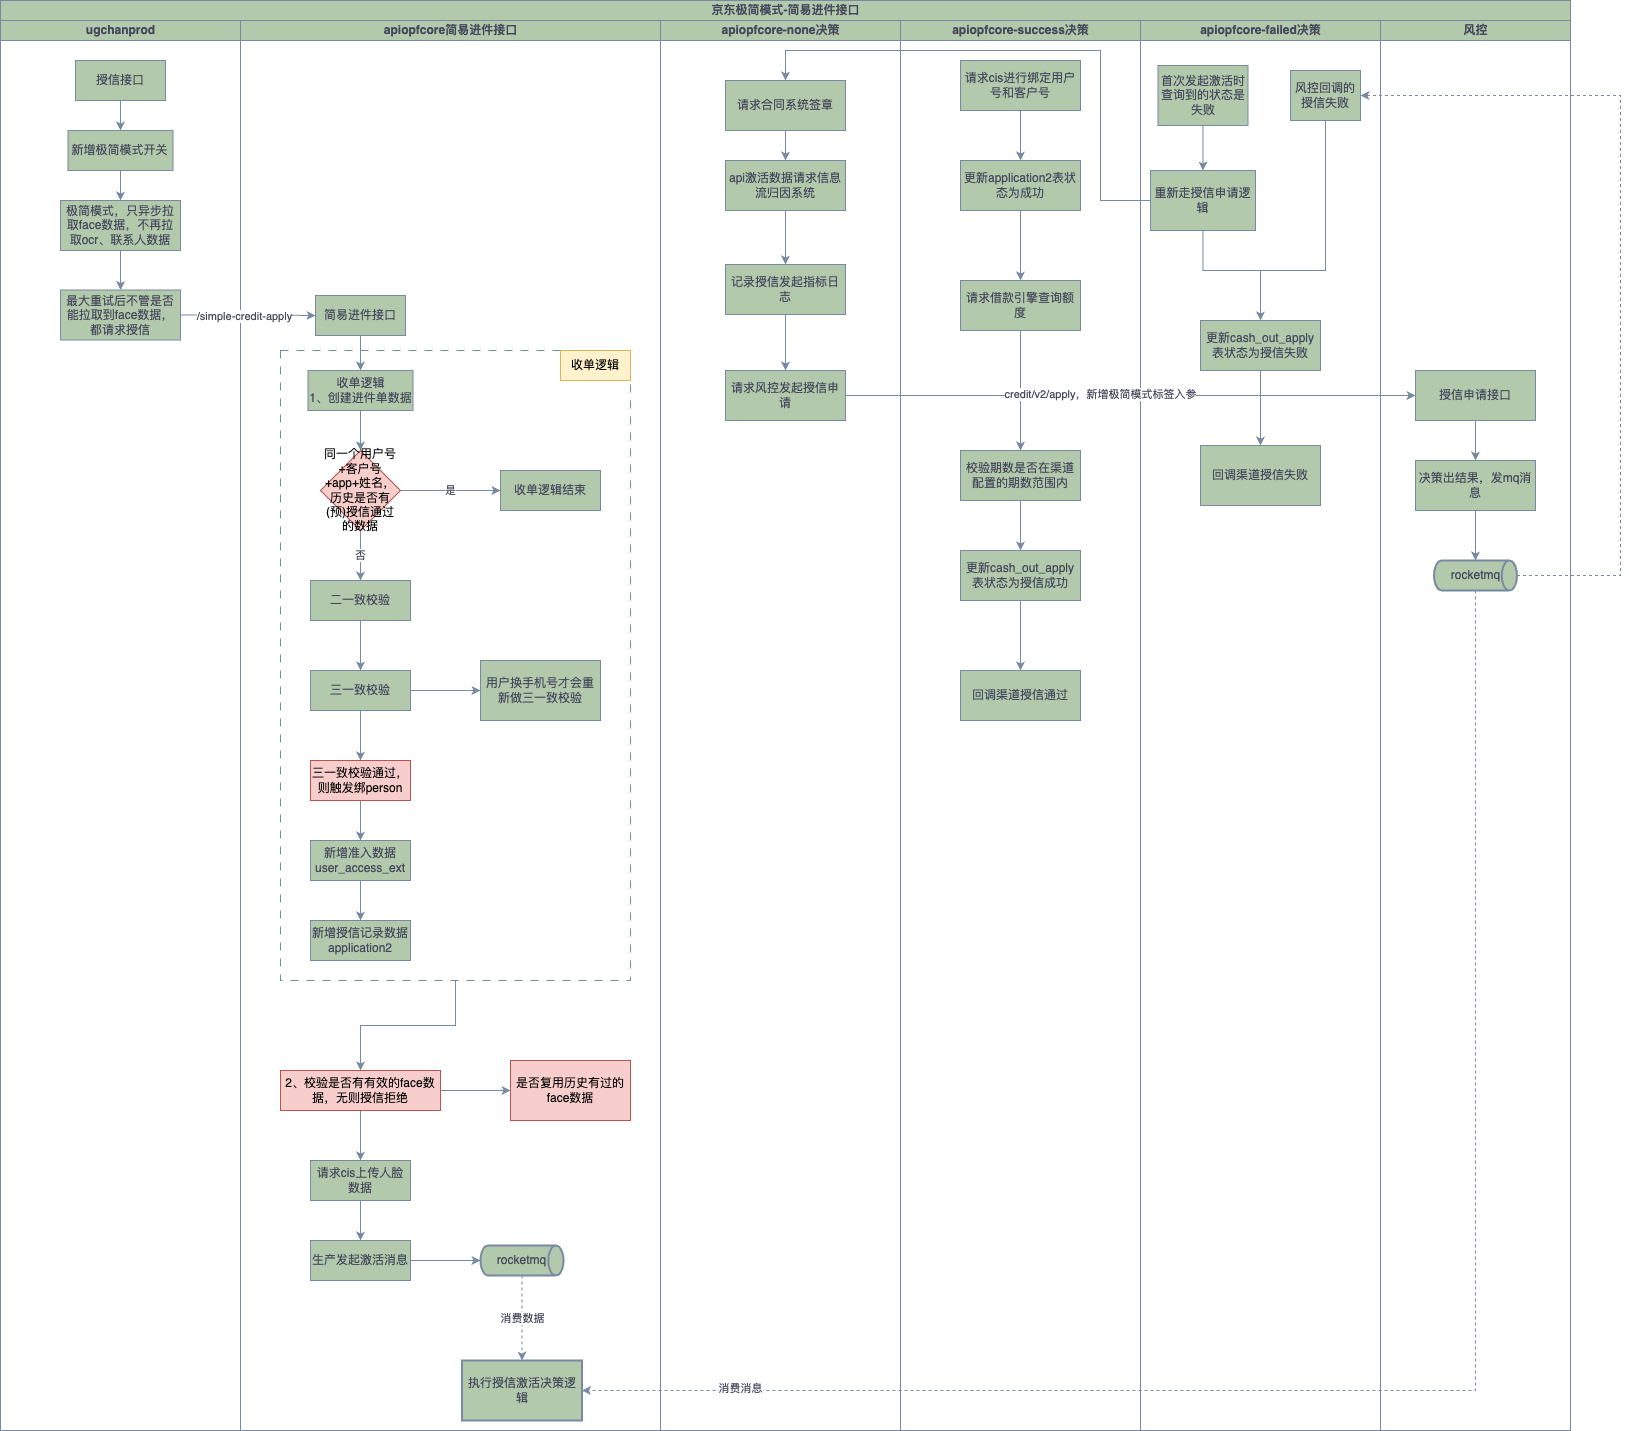 京东极简模式-简易进件接口
ugchanprod
apiopfcore简易进件接口
apiopfcore-none决策
apiopfcore-success决策
apiopfcore-failed决策
风控
授信接口
新增极简模式开关
极简模式，只异步拉
取face数据，不再拉
取ocr、联系人数据
最大重试后不管是否
能拉取到face数据，
都请求授信
/simple-credit-apply
简易进件接口
收单逻辑
收单逻辑
1、创建进件单数据
同一个用户号
+客户号
+app+姓名，
历史是否有
(预)授信通过
的数据
是
收单逻辑结束
否
二一致校验
三一致校验
用户换手机号才会重
新做三一致校验
三一致校验通过，
则触发绑person
新增准入数据
user_access_ext
新增授信记录数据
application2
2、校验是否有有效的face数
据，无则授信拒绝
是否复用历史有过的
face数据
请求cis上传人脸
数据
生产发起激活消息
rocketmq
消费数据
执行授信激活决策逻
辑
请求合同系统签章
api激活数据请求信息
流归因系统
记录授信发起指标日
志
请求风控发起授信申
请
credit/v2/apply，新增极简模式标签入参
请求cis进行绑定用户
号和客户号
更新application2表状
态为成功
请求借款引擎查询额
度
校验期数是否在渠道
配置的期数范围内
更新cash_out_apply
表状态为授信成功
回调渠道授信通过
首次发起激活时
查询到的状态是
失败
风控回调的
授信失败
重新走授信申请逻
辑
更新cash_out_apply
表状态为授信失败
回调渠道授信失败
授信申请接口
决策出结果，发mq消
息
rocketmq
消费消息